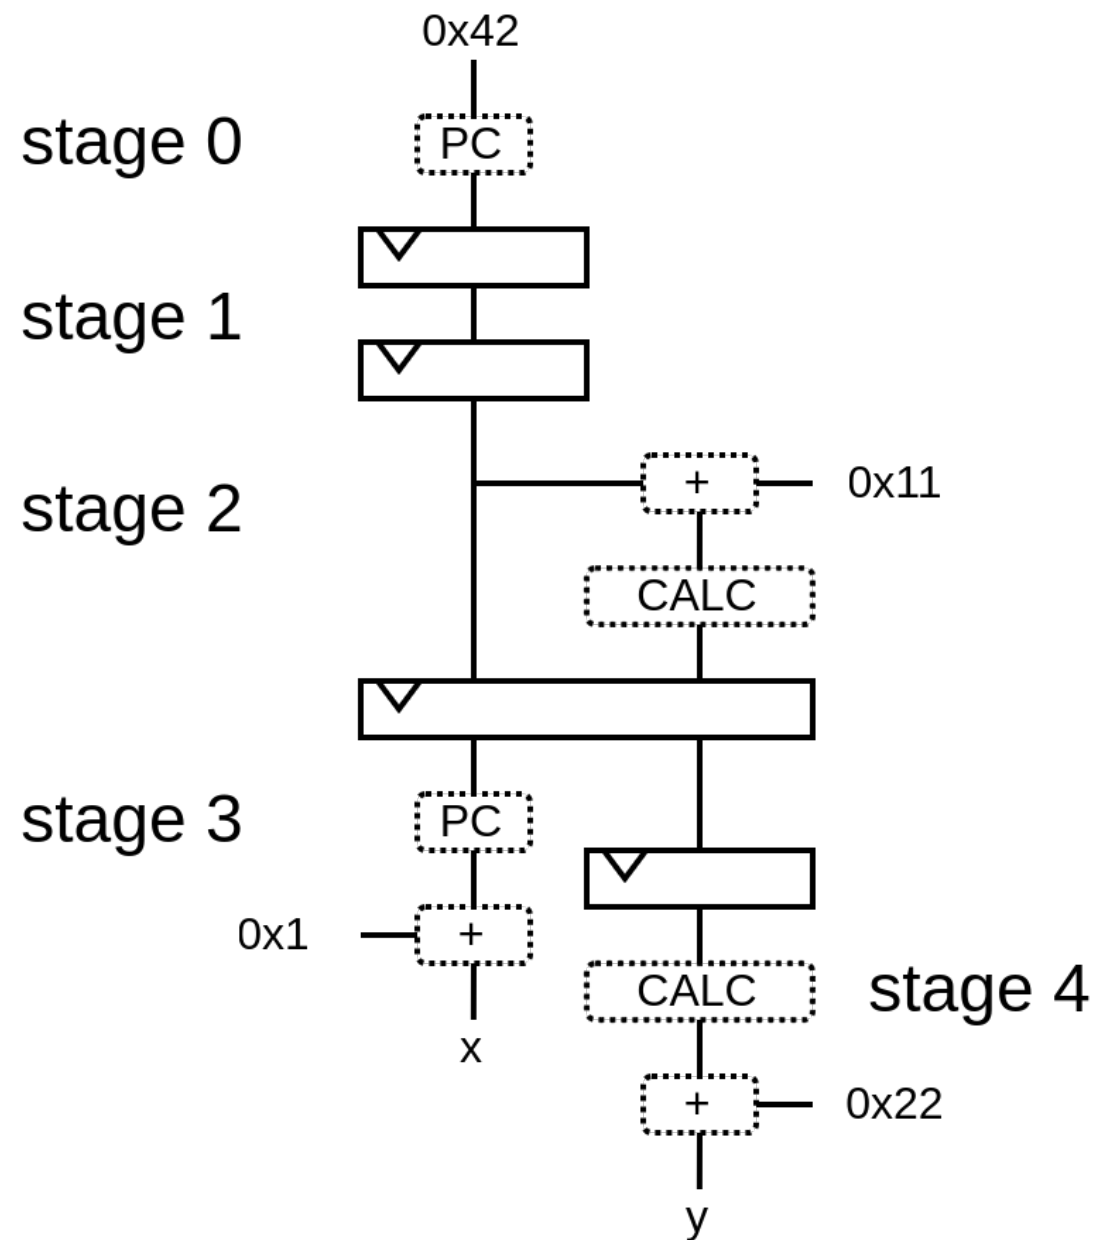 0x42
stage 0
PC
stage 1
+
0x11
stage 2
CALC
stage 3
PC
0x1
+
CALC
stage 4
x
+
0x22
y